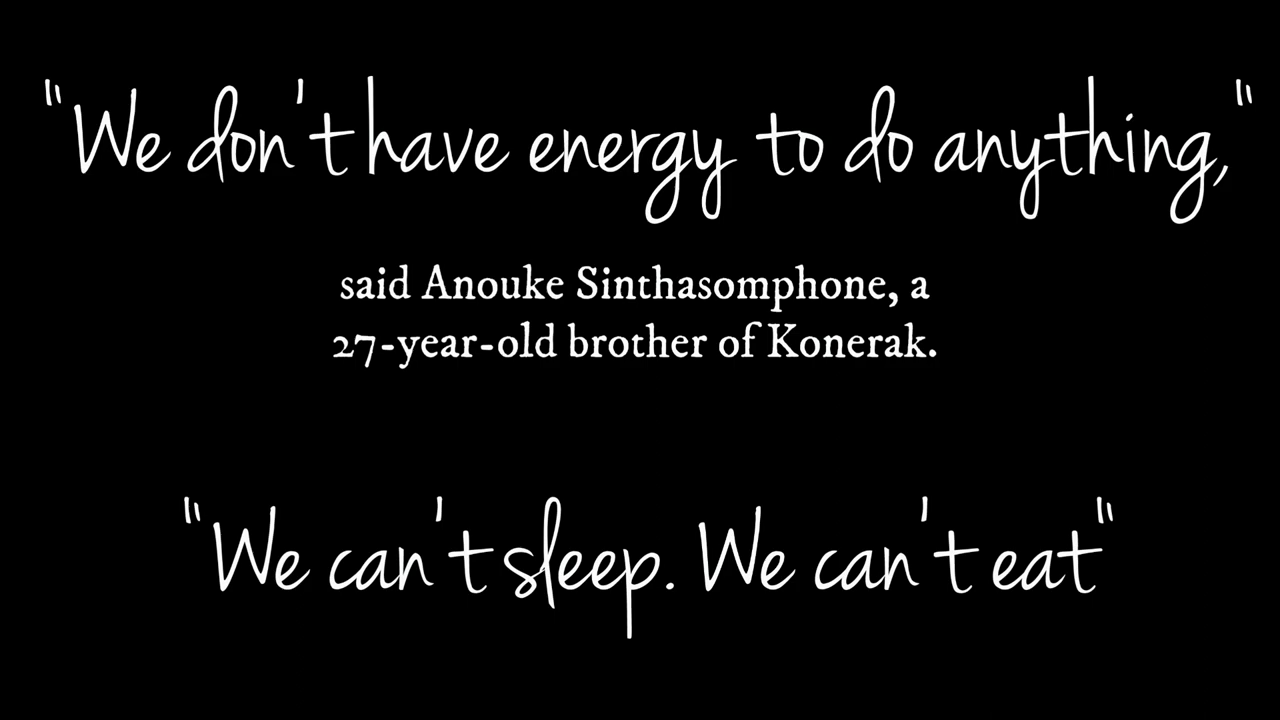 "We don't have energy to do anything,"
said Anouke Sinthasomphone, a
27-year-old brother of Konerak.
"We can't sleep. We can't eat"